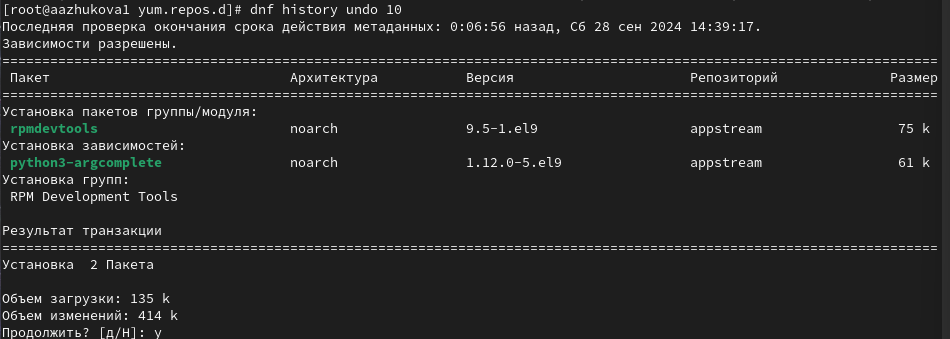 [root@aazhukova1 yum.repos.d]# dnf history undo 10
Последняя проверка окончания срока действия метаданных: 0:06:56 назад, Сб 28 сен 2024 14:39:17.
Зависимости разрешены.
================================================================================
Пакет Архитектура Версия Репозиторий Размер
================================================================================
Установка пакетов группы/модуля:
rpmdevtools noarch 9.5-1.el9 appstream 75 k
Установка зависимостей:
python3-argcomplete noarch 1.12.0-5.el9 appstream 61 k
Установка групп:
RPM Development Tools
Результат транзакции
================================================================================
Установка  2 Пакета
Объем загрузки: 135 k
Объем изменений: 414 k
Продолжить? [д/Н]: y